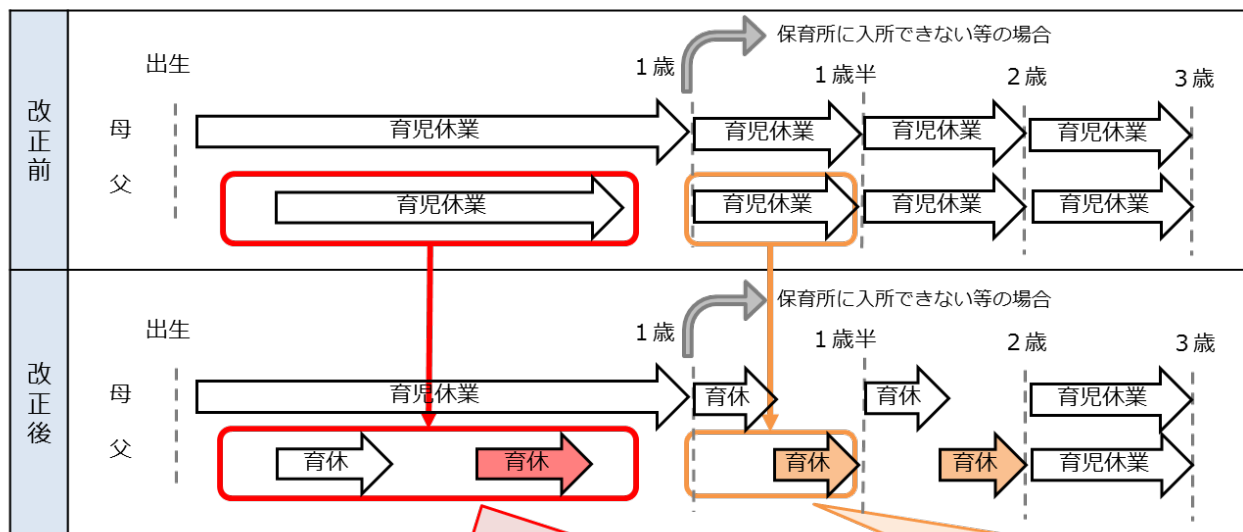 改正前
保育所に入所できない等の場合
出生
１歳
１歳半
２歳
３歳
母
育児休業
育児休業
育児休業
育児休業
父
育児休業
育児休業
育児休業
育児休業
改正後
保育所に入所できない等の場合
出生
１歳
１歳半
２歳
３歳
母
育児休業
育休
育休
育児休業
父
育休
育休
育休
育休
育児休業